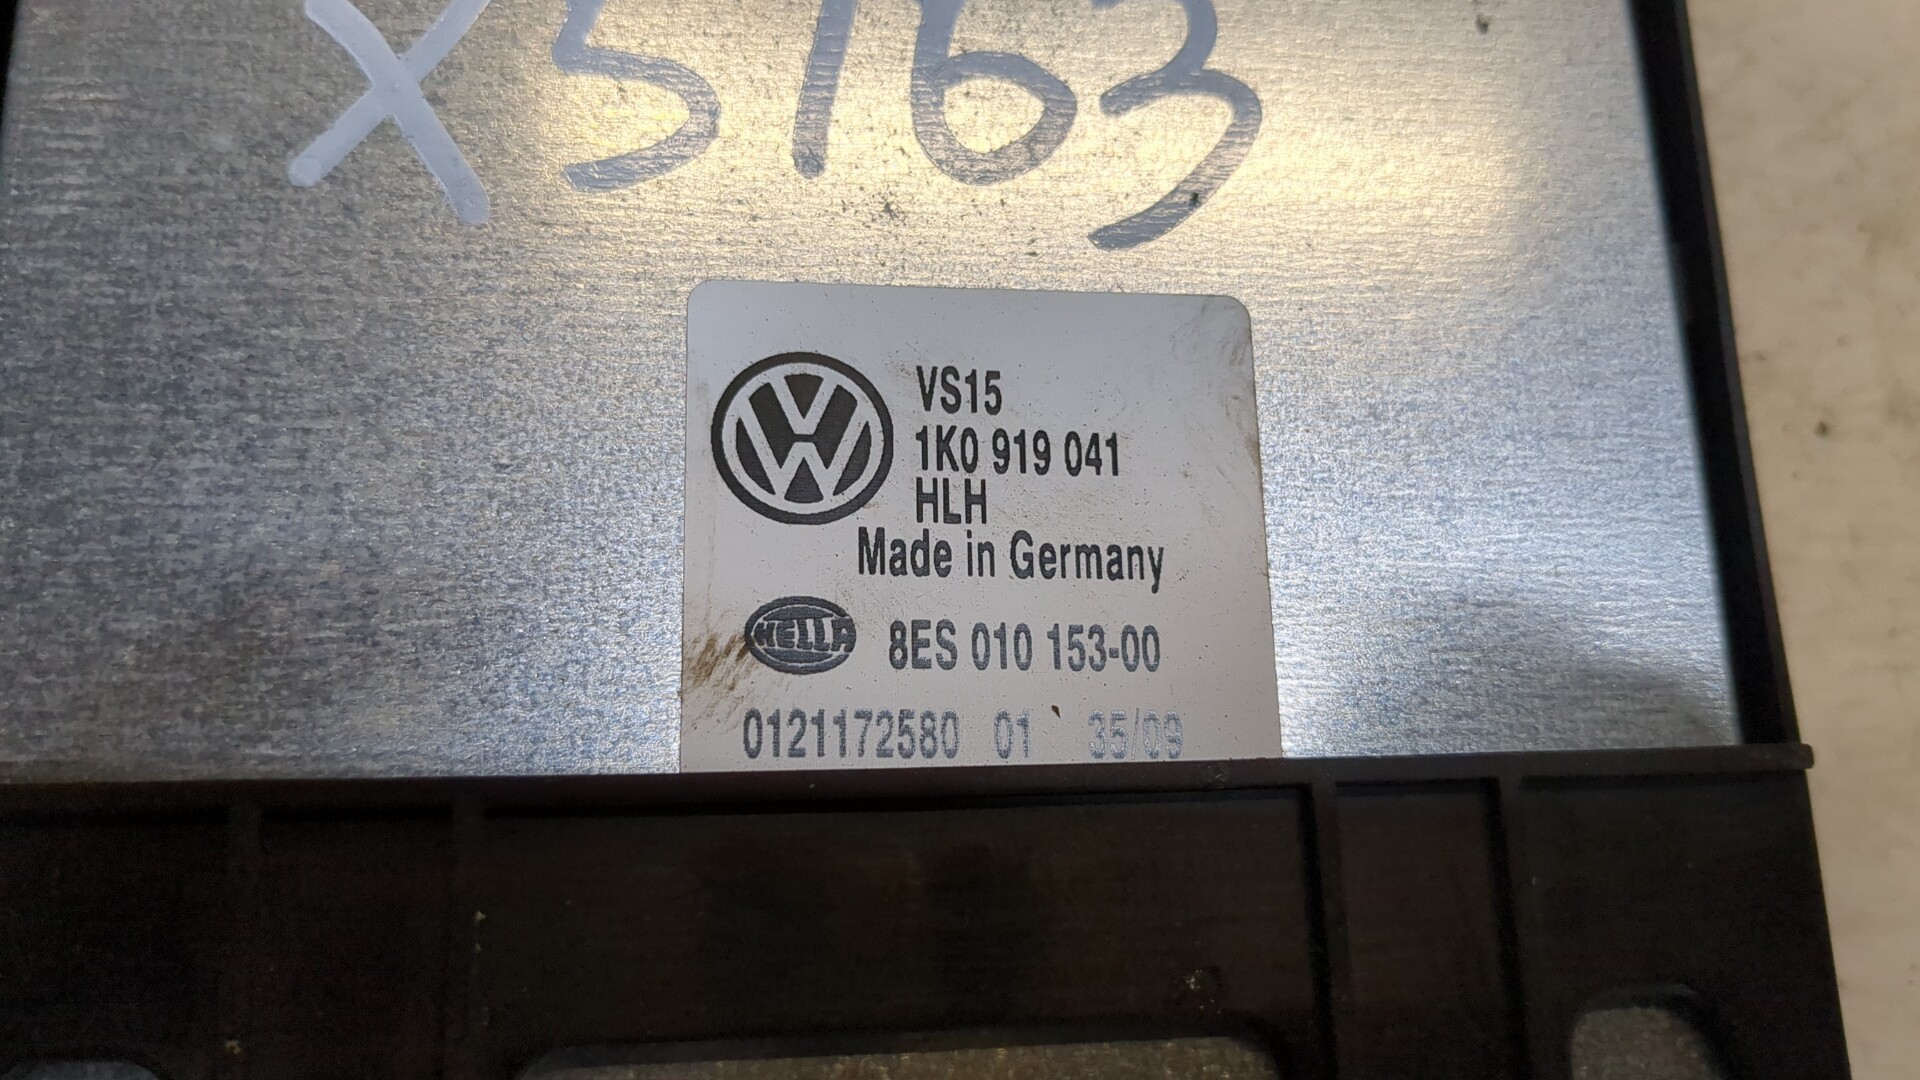 X5163
VS15
1K0 919 041
HLH
Made in Germany
HELLA 8ES 010 153-00
0121172580 01 35/09